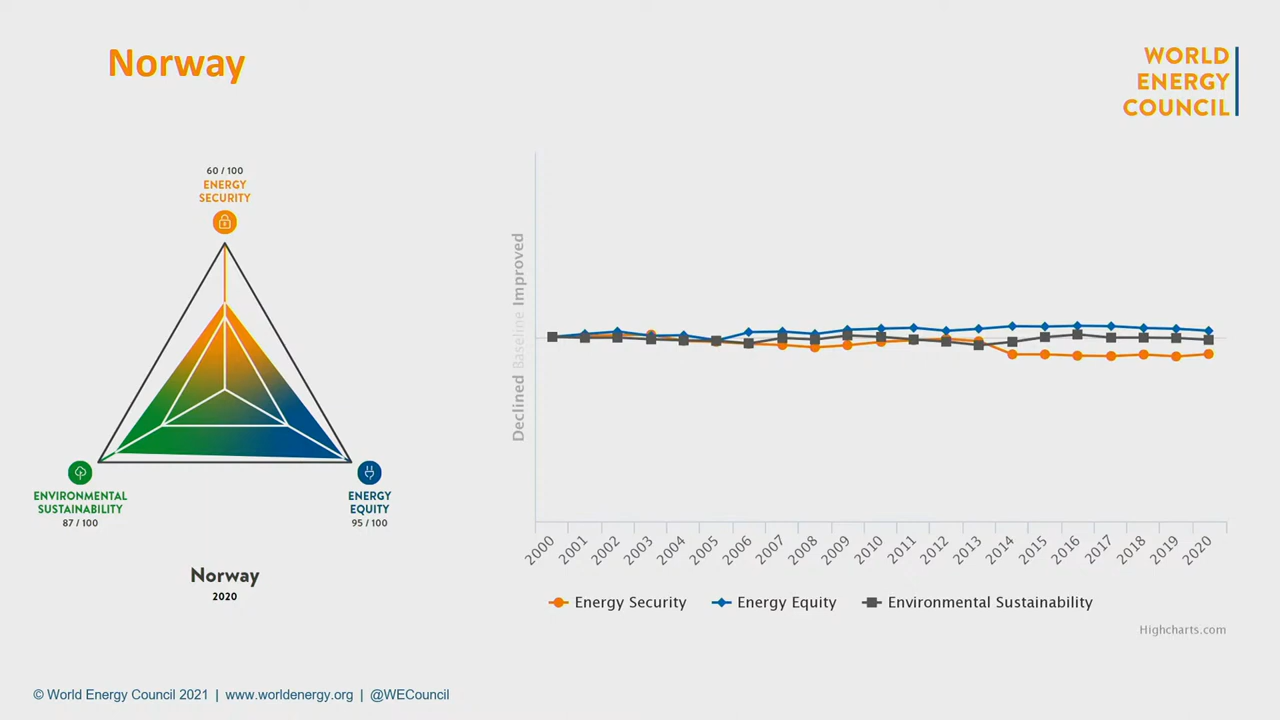 Norway
WORLD
ENERGY
COUNCIL
60 / 100
ENERGY
SECURITY
ENVIRONMENTAL
SUSTAINABILITY
87 / 100
ENERGY
EQUITY
95 / 100
Norway
2020
Declined Baseline Improved
2000 2001 2002 2003 2004 2005 2006 2007 2008 2009 2010 2011 2012 2013 2014 2015 2016 2017 2018 2019 2020
Energy Security Energy Equity Environmental Sustainability
Highcharts.com
© World Energy Council 2021 | www.worldenergy.org | @WECouncil